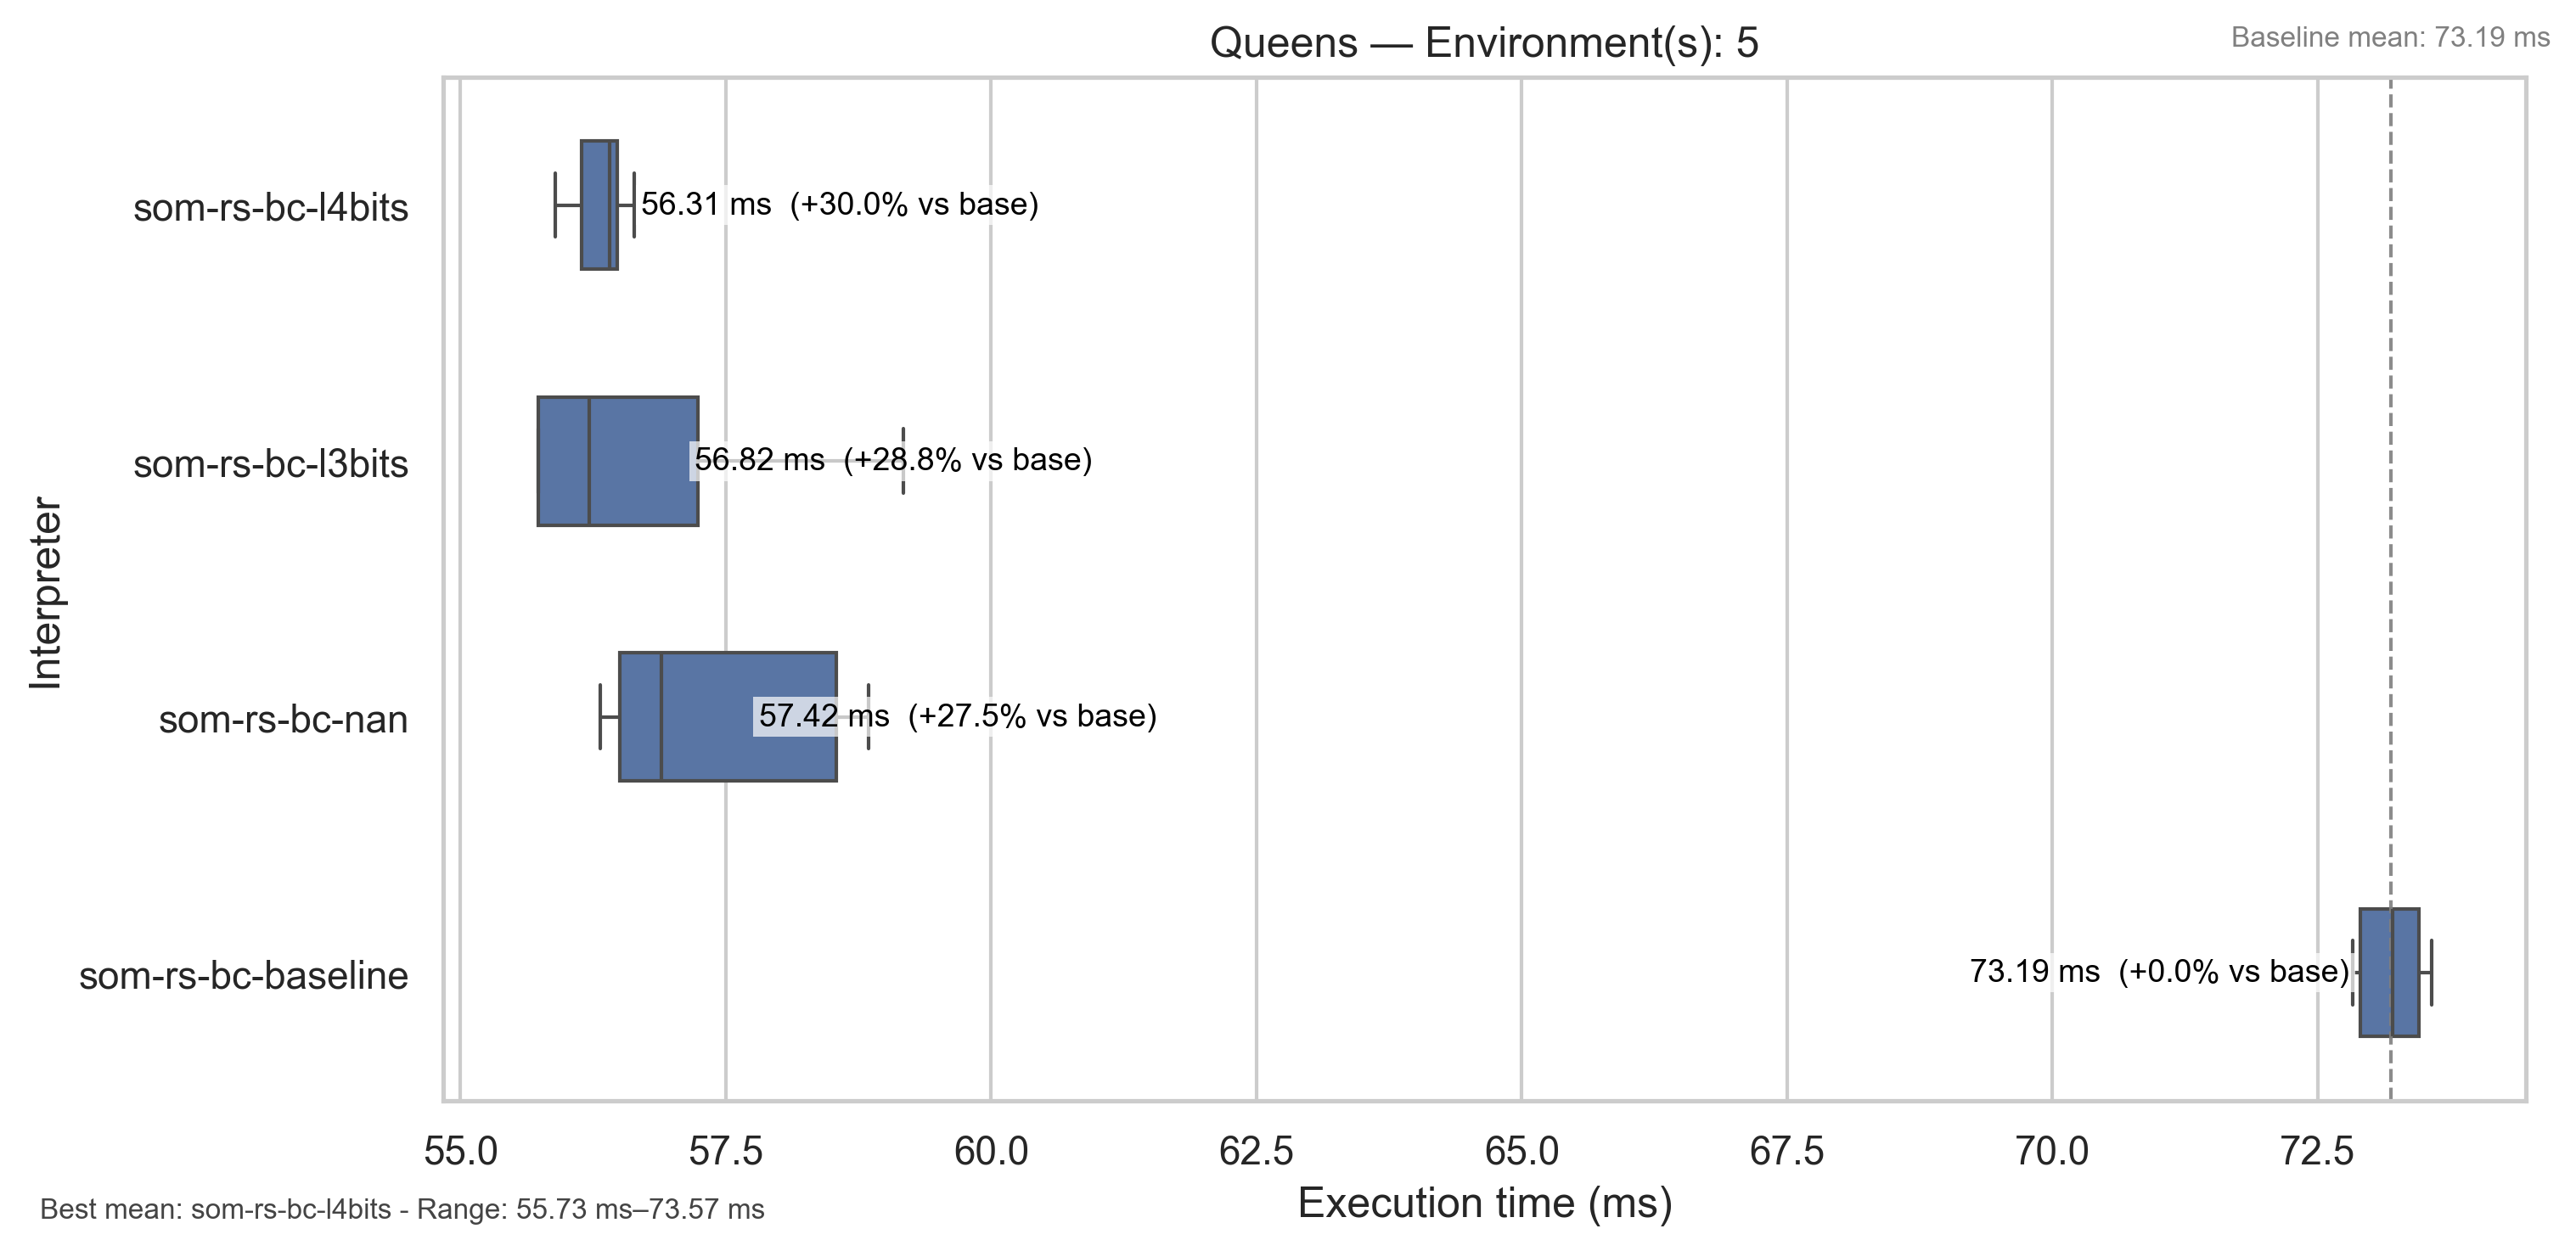 Queens — Environment(s): 5
Baseline mean: 73.19 ms
Interpreter
som-rs-bc-l4bits
56.31 ms  (+30.0% vs base)
som-rs-bc-l3bits
56.82 ms  (+28.8% vs base)
som-rs-bc-nan
57.42 ms  (+27.5% vs base)
som-rs-bc-baseline
73.19 ms  (+0.0% vs base)
55.0 57.5 60.0 62.5 65.0 67.5 70.0 72.5
Execution time (ms)
Best mean: som-rs-bc-l4bits - Range: 55.73 ms–73.57 ms